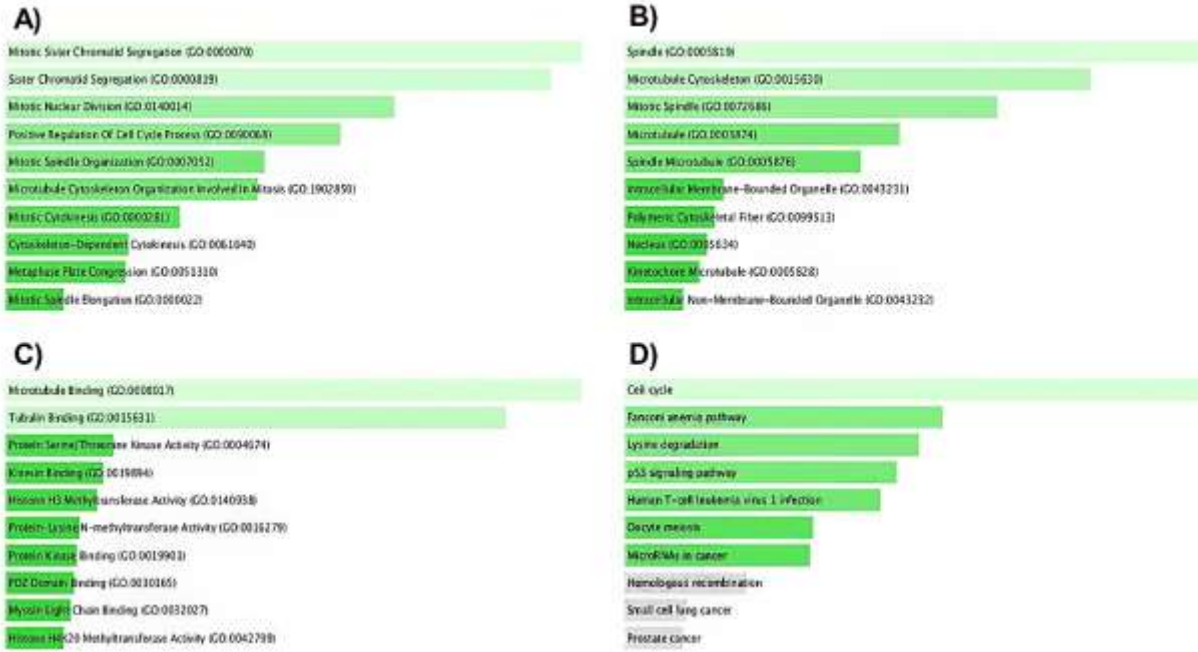 A)
Mitotic Sister Chromatid Segregation (GO:0000070)
Sister Chromatid Segregation (GO:0000819)
Mitotic Nuclear Division (GO:0140014)
Positive Regulation Of Cell Cycle Process (GO:0090068)
Mitotic Spindle Organization (GO:0007052)
Microtubule Cytoskeleton Organization Involved In Mitosis (GO:1902850)
Mitotic Cytokinesis (GO:0000281)
Cytoskeleton-Dependent Cytokinesis (GO:0061640)
Metaphase Plate Congression (GO:0051310)
Mitotic Spindle Elongation (GO:0000022)
B)
Spindle (GO:0005819)
Microtubule Cytoskeleton (GO:0015630)
Mitotic Spindle (GO:0072686)
Microtubule (GO:0005874)
Spindle Microtubule (GO:0005876)
Intracellular Membrane-Bounded Organelle (GO:0043231)
Polymeric Cytoskeletal Fiber (GO:0099513)
Nucleus (GO:0005634)
Kinetochore Microtubule (GO:0005828)
Intracellular Non-Membrane-Bounded Organelle (GO:0043232)
C)
Microtubule Binding (GO:0008017)
Tubulin Binding (GO:0015631)
Protein Serine/Threonine Kinase Activity (GO:0004674)
Kinesin Binding (GO:0019894)
Histone H3 Methyltransferase Activity (GO:0140938)
Protein-Lysine N-methyltransferase Activity (GO:0016279)
Protein Kinase Binding (GO:0019901)
PDZ Domain Binding (GO:0030165)
Myosin Light Chain Binding (GO:0032027)
Histone H4K20 Methyltransferase Activity (GO:0042799)
D)
Cell cycle
Fanconi anemia pathway
Lysine degradation
p53 signaling pathway
Human T-cell leukemia virus 1 infection
Oocyte meiosis
MicroRNAs in cancer
Homologous recombination
Small cell lung cancer
Prostate cancer